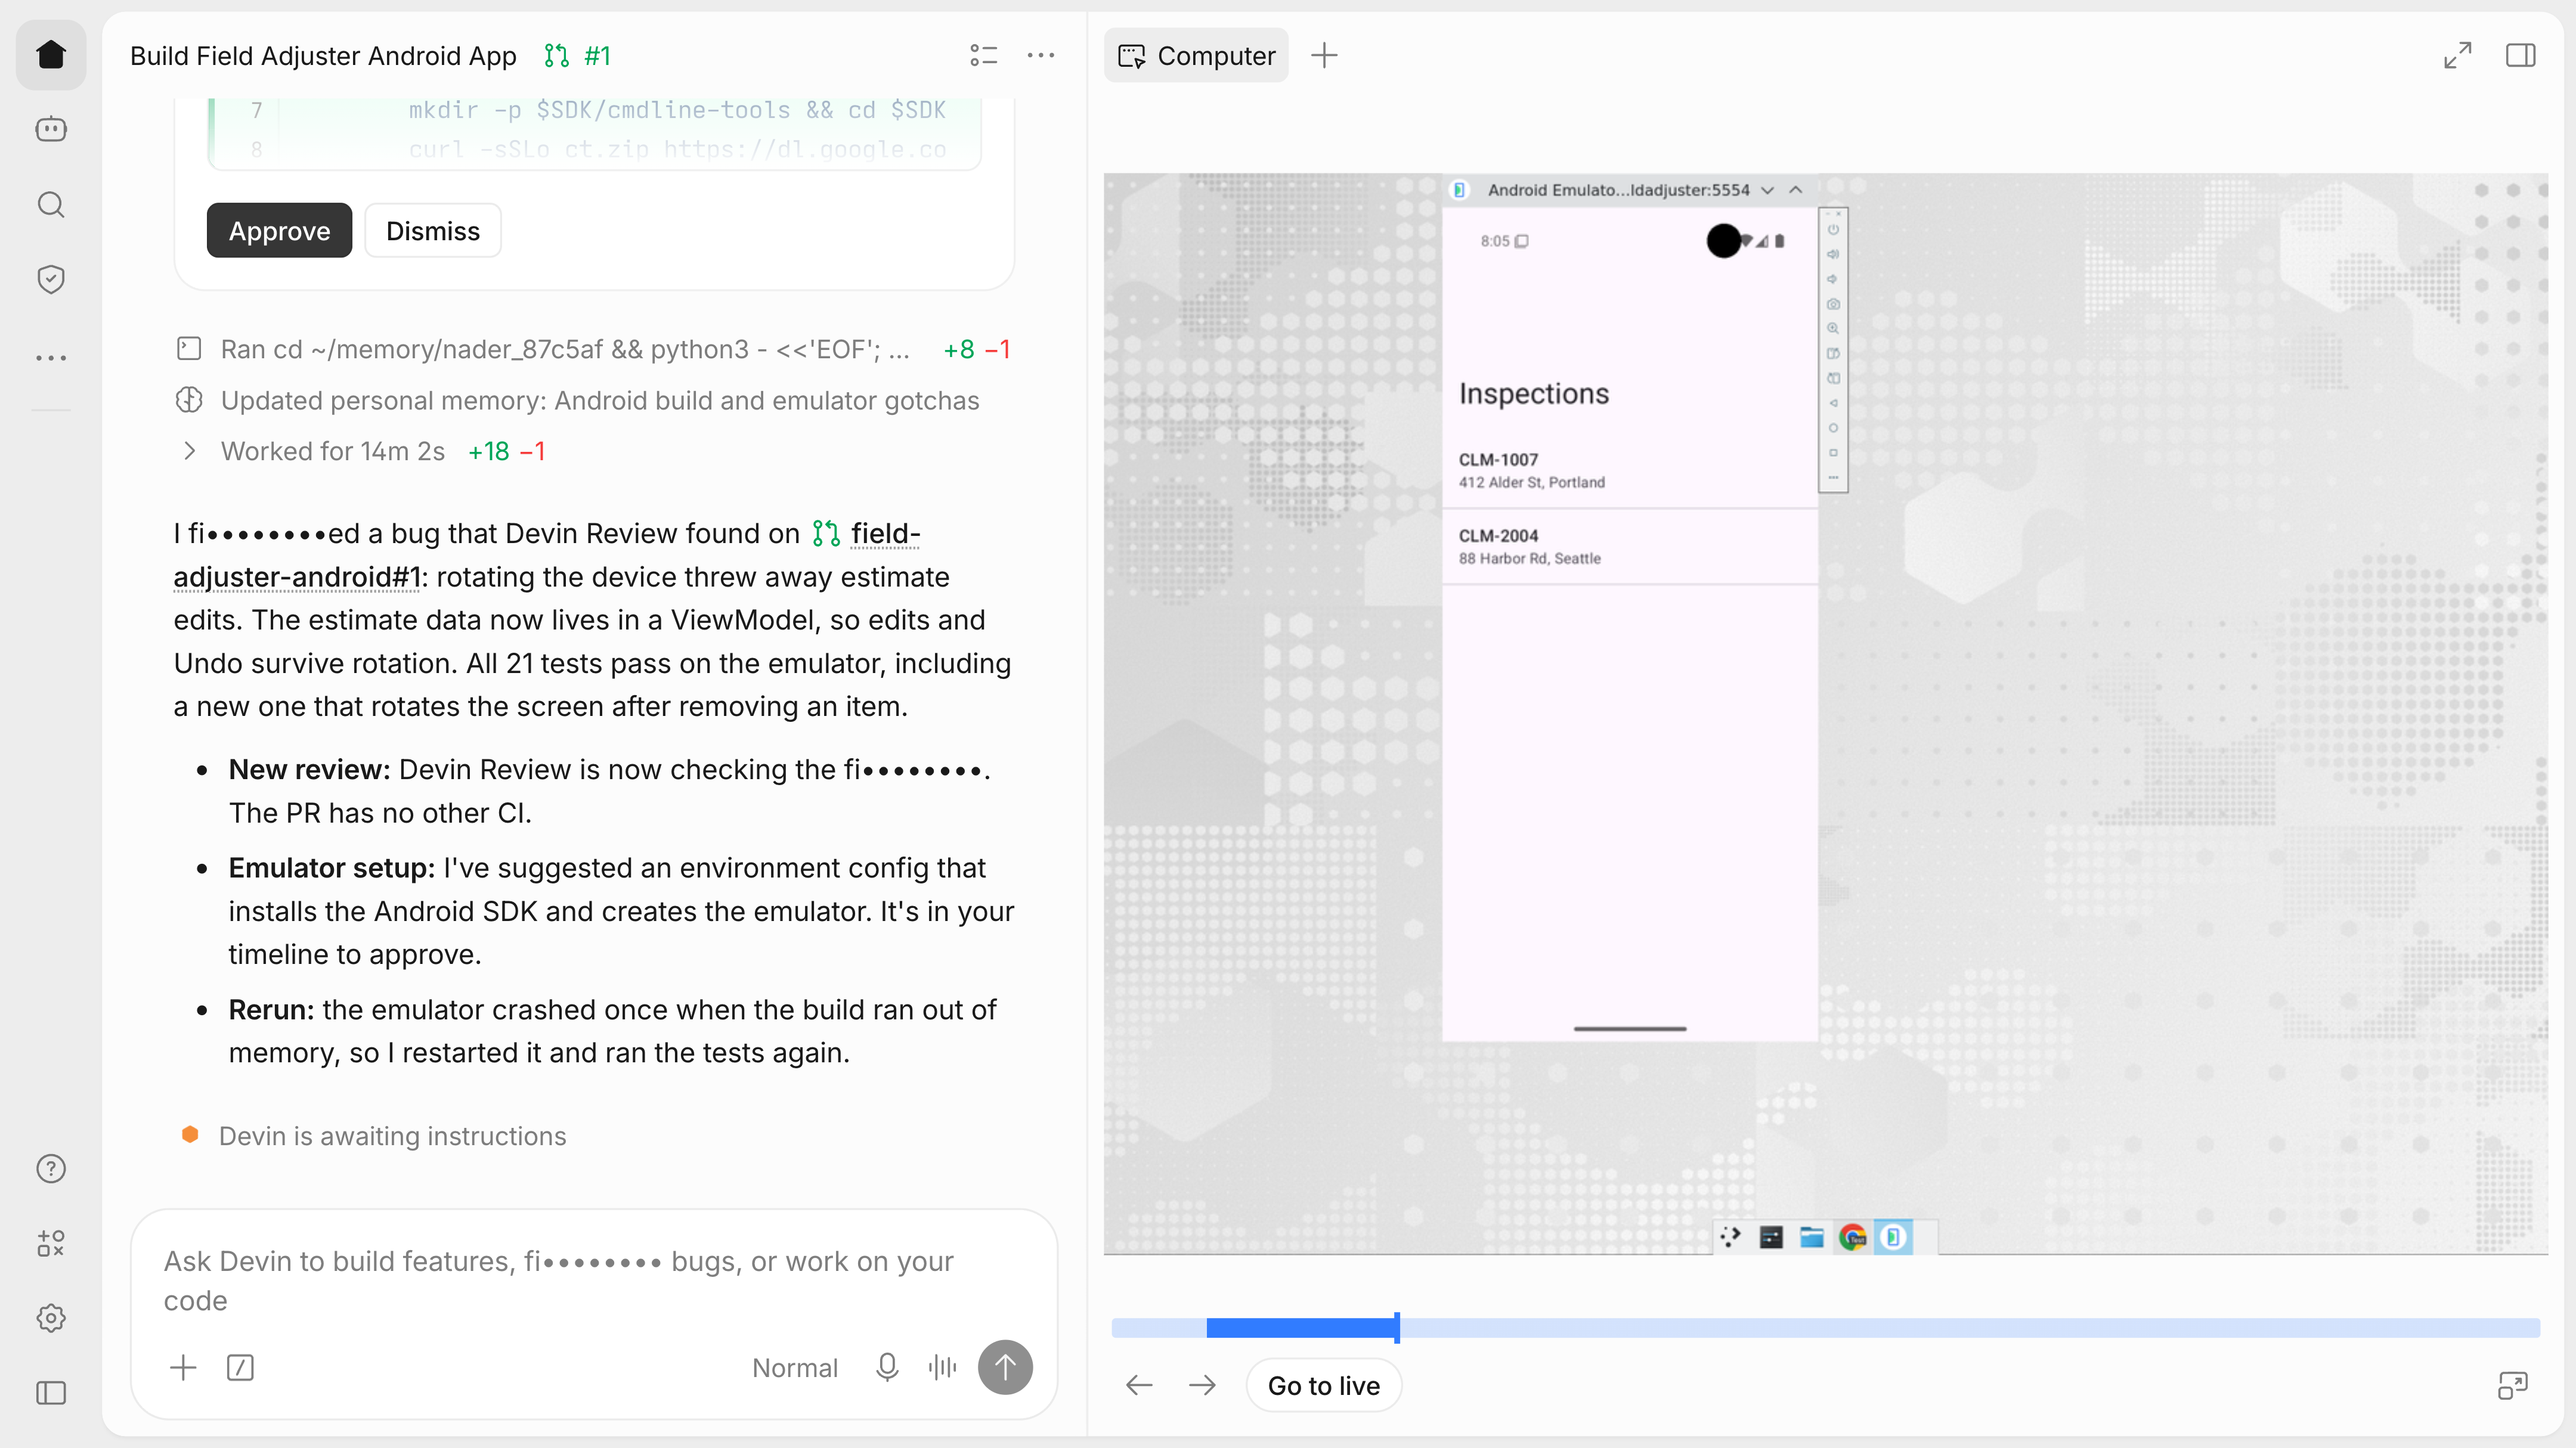 Build Field Adjuster Android App #1
7 mkdir -p $SDK/cmdline-tools && cd $SDK
8 curl -sSLo ct.zip https://dl.google.co
Approve Dismiss
Ran cd ~/memory/nader_87c5af && python3 - <<'EOF'; ... +8 −1
Updated personal memory: Android build and emulator gotchas
Worked for 14m 2s +18 −1
I fi••••••••ed a bug that Devin Review found on field-
adjuster-android#1: rotating the device threw away estimate
edits. The estimate data now lives in a ViewModel, so edits and
Undo survive rotation. All 21 tests pass on the emulator, including
a new one that rotates the screen after removing an item.
• New review: Devin Review is now checking the fi••••••••.
The PR has no other CI.
• Emulator setup: I've suggested an environment config that
installs the Android SDK and creates the emulator. It's in your
timeline to approve.
• Rerun: the emulator crashed once when the build ran out of
memory, so I restarted it and ran the tests again.
Devin is awaiting instructions
Ask Devin to build features, fi•••••••• bugs, or work on your
code
Normal
Computer
Android Emulato...ldadjuster:5554
8:05
Inspections
CLM-1007
412 Alder St, Portland
CLM-2004
88 Harbor Rd, Seattle
Go to live